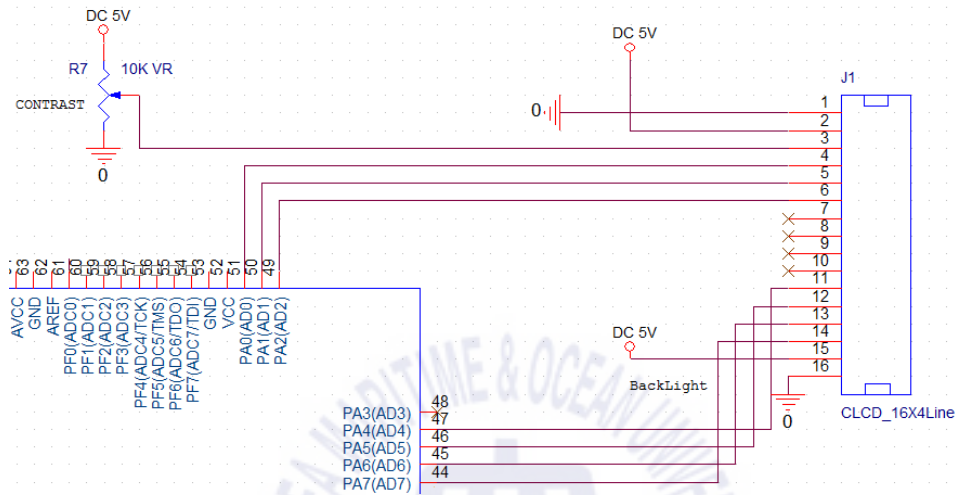 DC 5V
R7 10K VR
CONTRAST
0
DC 5V
0
J1
1
2
3
4
5
6
7
8
9
10
11
12
13
14
15
16
CLCD_16X4Line
DC 5V
BackLight
0
63 62 61 60 59 58 57 56 55 54 53 52 51 50 49
AVCC
GND
AREF
PF0(ADC0)
PF1(ADC1)
PF2(ADC2)
PF3(ADC3)
PF4(ADC4/TCK)
PF5(ADC5/TMS)
PF6(ADC6/TDO)
PF7(ADC7/TDI)
GND
VCC
PA0(AD0)
PA1(AD1)
PA2(AD2)
PA3(AD3) 48
PA4(AD4) 47
PA5(AD5) 46
PA6(AD6) 45
PA7(AD7) 44
MARITIME & OCEAN